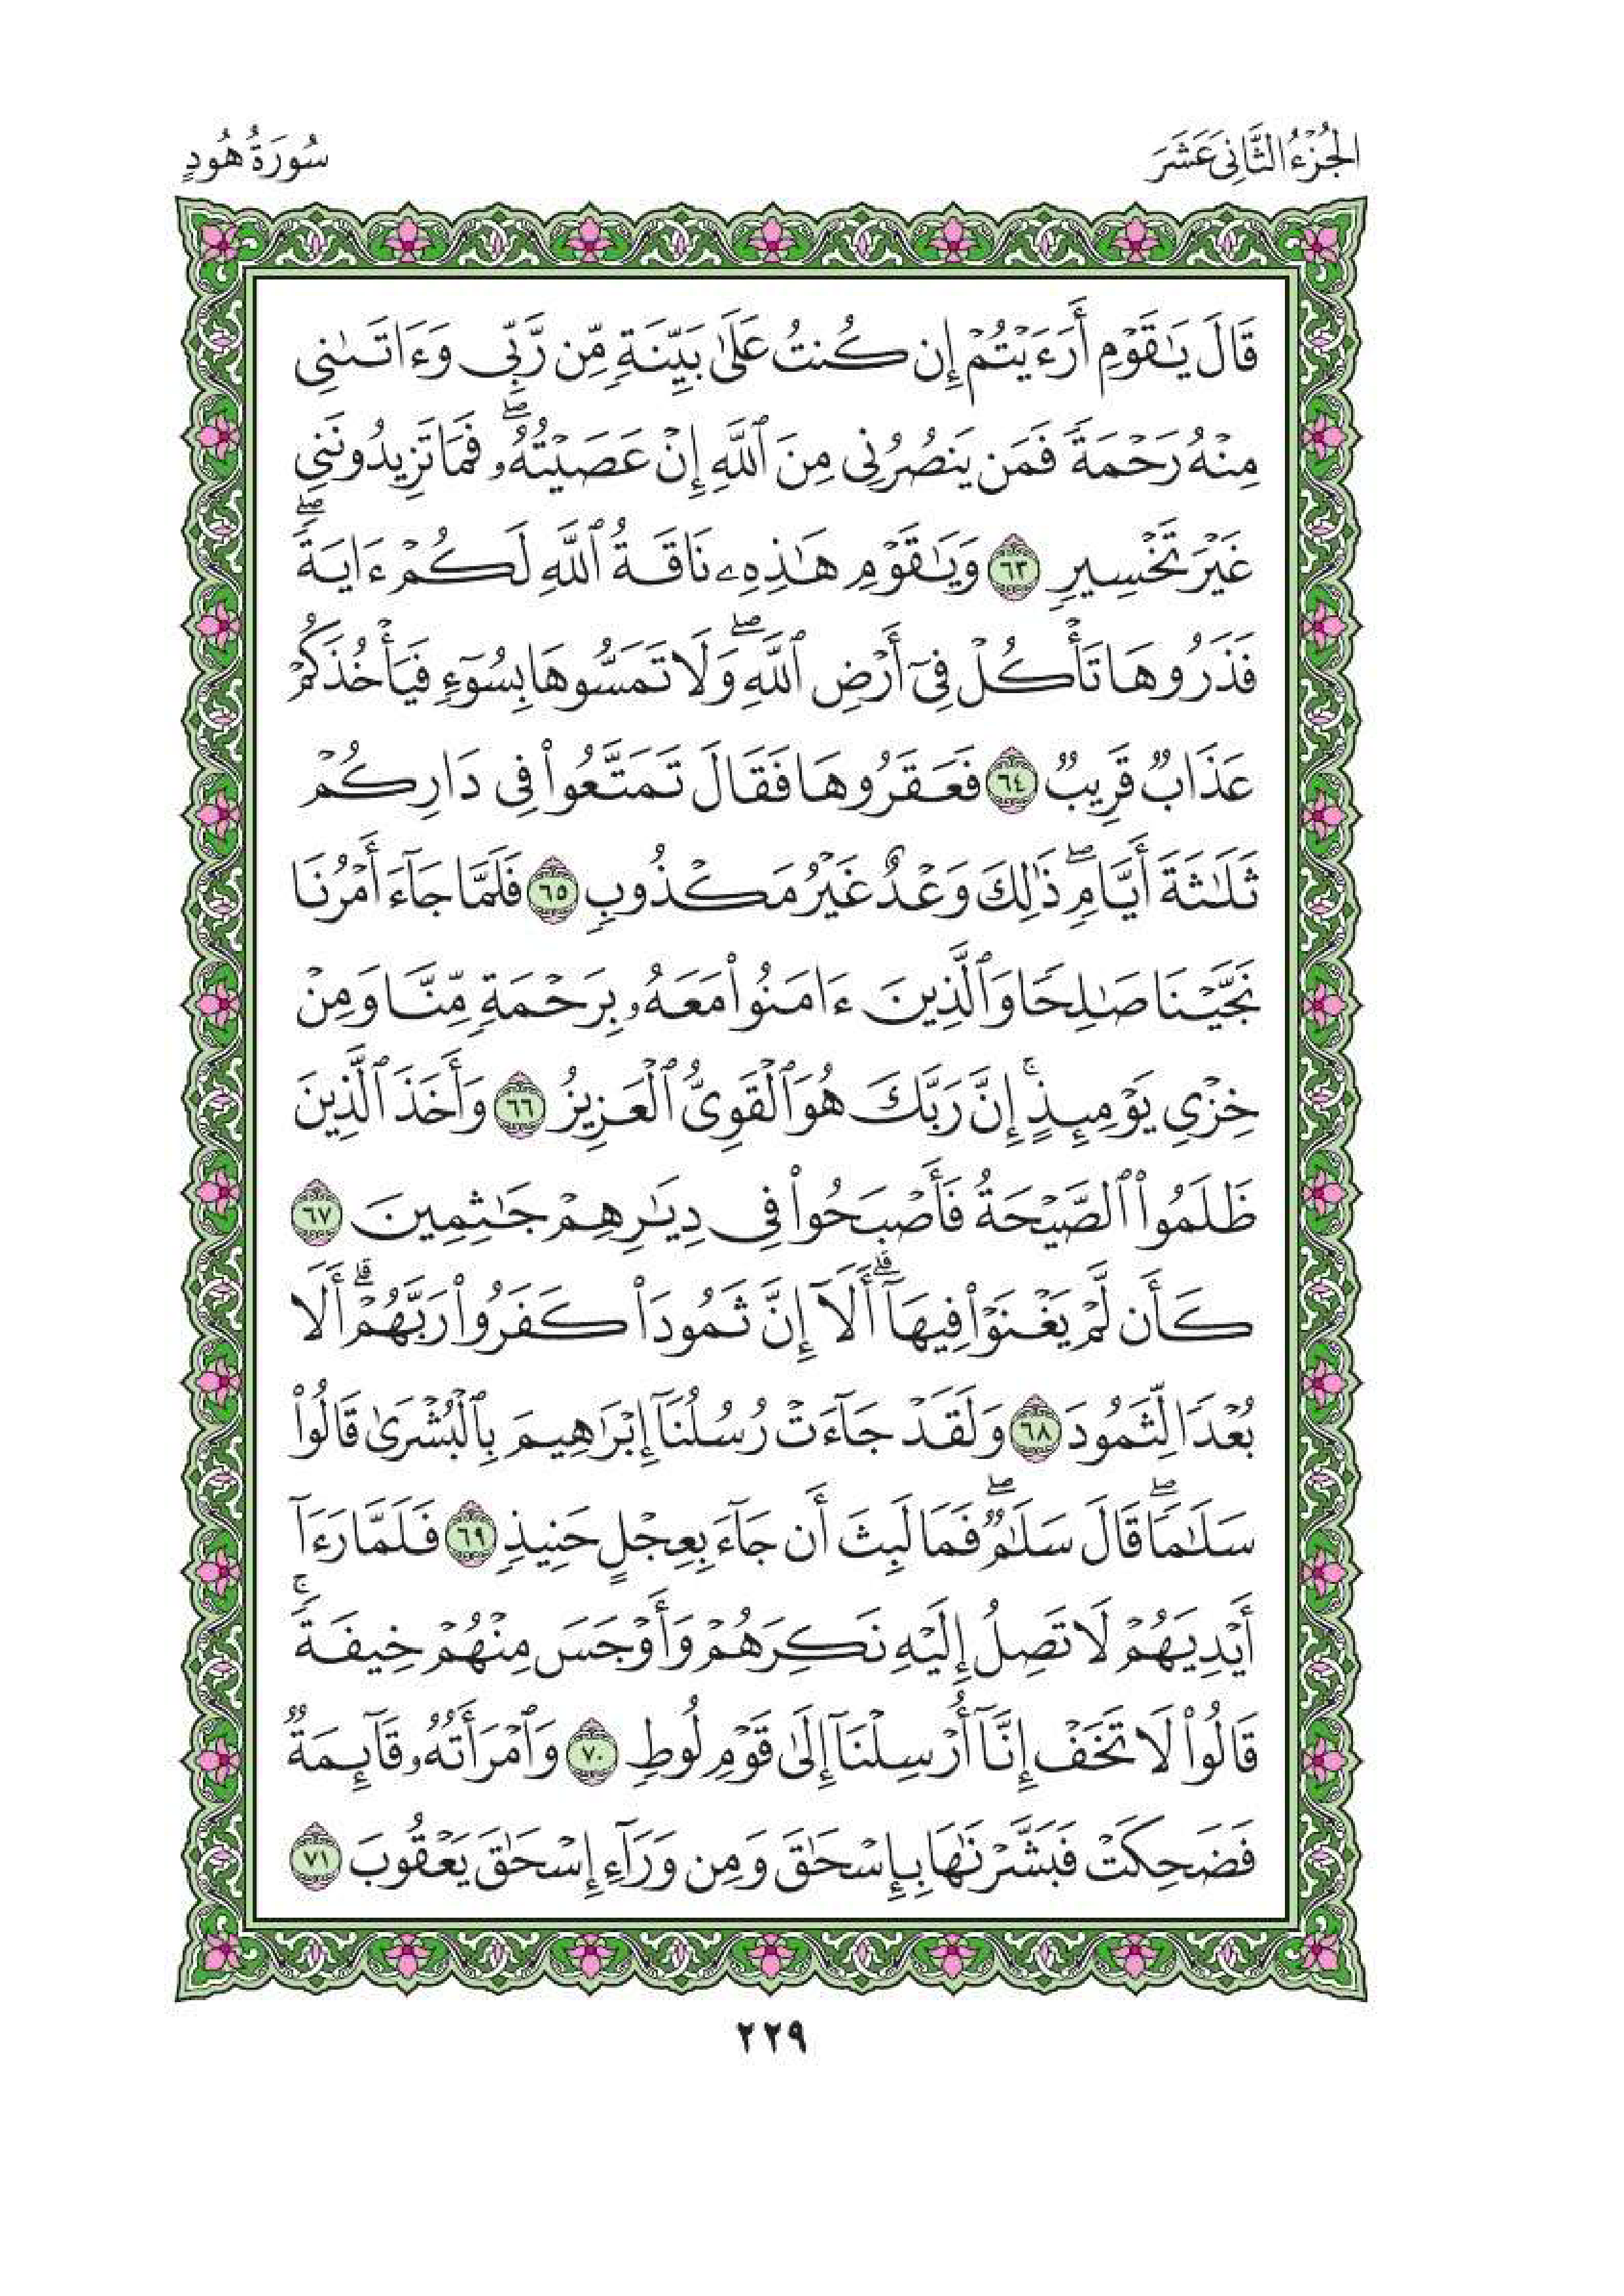 الجُزْءُ الثَّانِي عَشَرَ
سُورَةُ هُودٍ
قَالَ يَٰقَوْمِ أَرَءَيْتُمْ إِن كُنتُ عَلَىٰ بَيِّنَةٍ مِّن رَّبِّي وَءَاتَىٰنِي
مِنْهُ رَحْمَةً فَمَن يَنصُرُنِي مِنَ ٱللَّهِ إِنْ عَصَيْتُهُۥۖ فَمَا تَزِيدُونَنِي
غَيْرَ تَخْسِيرٍ ٦٣ وَيَٰقَوْمِ هَٰذِهِۦ نَاقَةُ ٱللَّهِ لَكُمْ ءَايَةًۖ
فَذَرُوهَا تَأْكُلْ فِيٓ أَرْضِ ٱللَّهِۖ وَلَا تَمَسُّوهَا بِسُوٓءٍ فَيَأْخُذَكُمْ
عَذَابٌ قَرِيبٌ ٦٤ فَعَقَرُوهَا فَقَالَ تَمَتَّعُوا۟ فِي دَارِكُمْ
ثَلَٰثَةَ أَيَّامٍۖ ذَٰلِكَ وَعْدٌ غَيْرُ مَكْذُوبٍ ٦٥ فَلَمَّا جَآءَ أَمْرُنَا
نَجَّيْنَا صَٰلِحًا وَٱلَّذِينَ ءَامَنُوا۟ مَعَهُۥ بِرَحْمَةٍ مِّنَّا وَمِنْ
خِزْيِ يَوْمِئِذٍۚ إِنَّ رَبَّكَ هُوَ ٱلْقَوِيُّ ٱلْعَزِيزُ ٦٦ وَأَخَذَ ٱلَّذِينَ
ظَلَمُوا۟ ٱلصَّيْحَةُ فَأَصْبَحُوا۟ فِي دِيَٰرِهِمْ جَٰثِمِينَ ٦٧
كَأَن لَّمْ يَغْنَوْا۟ فِيهَآۗ أَلَآ إِنَّ ثَمُودَا۟ كَفَرُوا۟ رَبَّهُمْۗ أَلَا
بُعْدًا لِّثَمُودَ ٦٨ وَلَقَدْ جَآءَتْ رُسُلُنَآ إِبْرَٰهِيمَ بِٱلْبُشْرَىٰ قَالُوا۟
سَلَٰمًاۖ قَالَ سَلَٰمٌۖ فَمَا لَبِثَ أَن جَآءَ بِعِجْلٍ حَنِيذٍ ٦٩ فَلَمَّا رَءَآ
أَيْدِيَهُمْ لَا تَصِلُ إِلَيْهِ نَكِرَهُمْ وَأَوْجَسَ مِنْهُمْ خِيفَةًۚ
قَالُوا۟ لَا تَخَفْ إِنَّآ أُرْسِلْنَآ إِلَىٰ قَوْمِ لُوطٍ ٧٠ وَٱمْرَأَتُهُۥ قَآئِمَةٌ
فَضَحِكَتْ فَبَشَّرْنَٰهَا بِإِسْحَٰقَ وَمِن وَرَآءِ إِسْحَٰقَ يَعْقُوبَ ٧١
٢٢٩